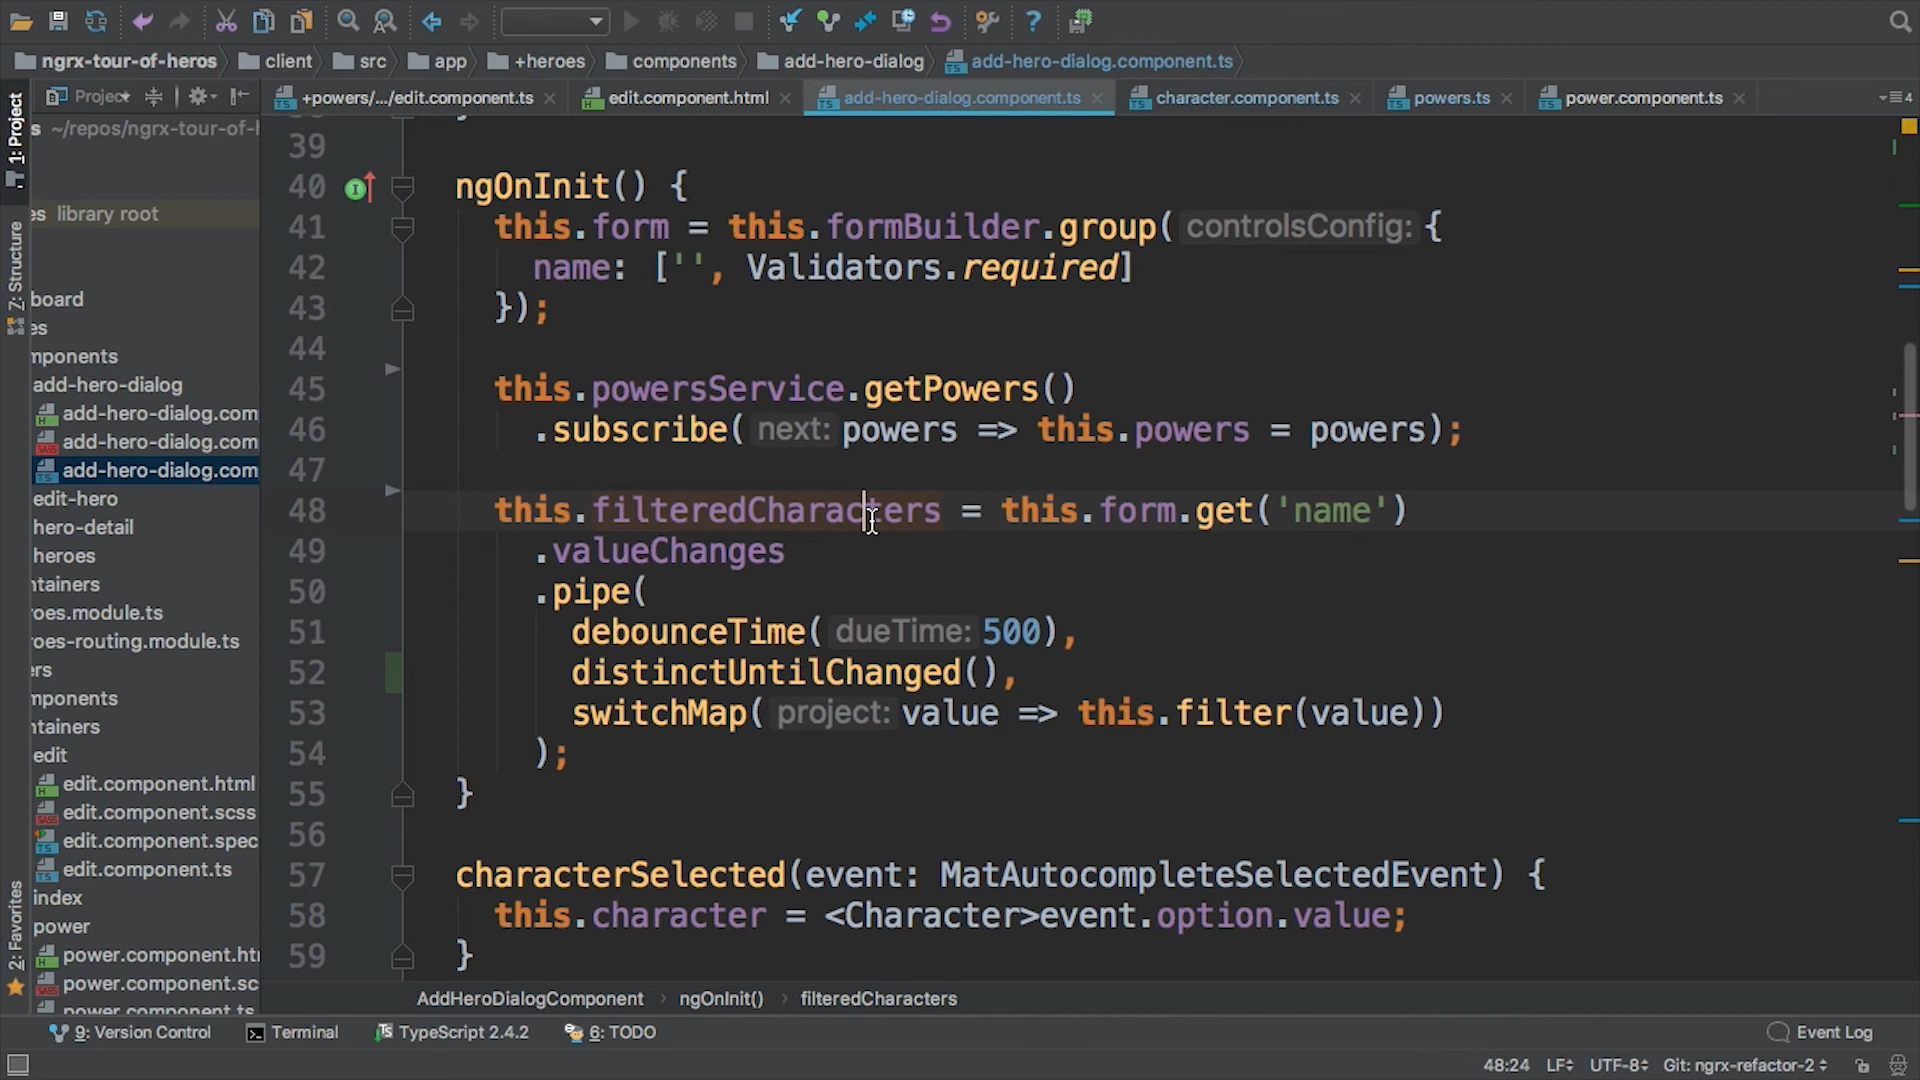 ngrx-tour-of-heros client src app +heroes components add-hero-dialog add-hero-dialog.component.ts
1: Project
Project
+powers/.../edit.component.ts edit.component.html add-hero-dialog.component.ts character.component.ts powers.ts power.component.ts 4
s ~/repos/ngrx-tour-of-h
es library root
7: Structure
board
es
mponents
add-hero-dialog
add-hero-dialog.com
add-hero-dialog.com
add-hero-dialog.com
edit-hero
hero-detail
heroes
ntainers
roes.module.ts
roes-routing.module.ts
ers
mponents
ntainers
edit
edit.component.html
edit.component.scss
edit.component.spec
edit.component.ts
index
power
power.component.htm
power.component.sc
power.component.ts
2: Favorites
39
40 ngOnInit() {
41 this.form = this.formBuilder.group( controlsConfig: {
42 name: ['', Validators.required]
43 });
44
45 this.powersService.getPowers()
46 .subscribe( next: powers => this.powers = powers);
47
48 this.filteredCharacters = this.form.get('name')
49 .valueChanges
50 .pipe(
51 debounceTime( dueTime: 500),
52 distinctUntilChanged(),
53 switchMap( project: value => this.filter(value))
54 );
55 }
56
57 characterSelected(event: MatAutocompleteSelectedEvent) {
58 this.character = <Character>event.option.value;
59 }
AddHeroDialogComponent ngOnInit() filteredCharacters
9: Version Control Terminal TypeScript 2.4.2 6: TODO Event Log
48:24 LF UTF-8 Git: ngrx-refactor-2